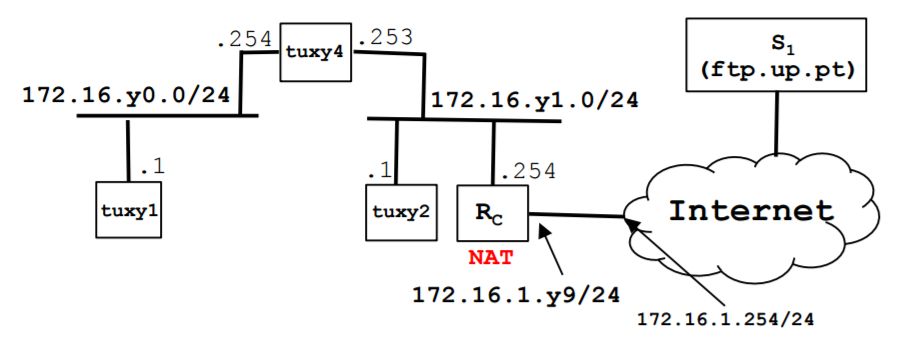 .254
tuxy4
.253
S1
(ftp.up.pt)
172.16.y0.0/24
172.16.y1.0/24
.1
tuxy1
.1
tuxy2
.254
RC
NAT
Internet
172.16.1.y9/24
172.16.1.254/24